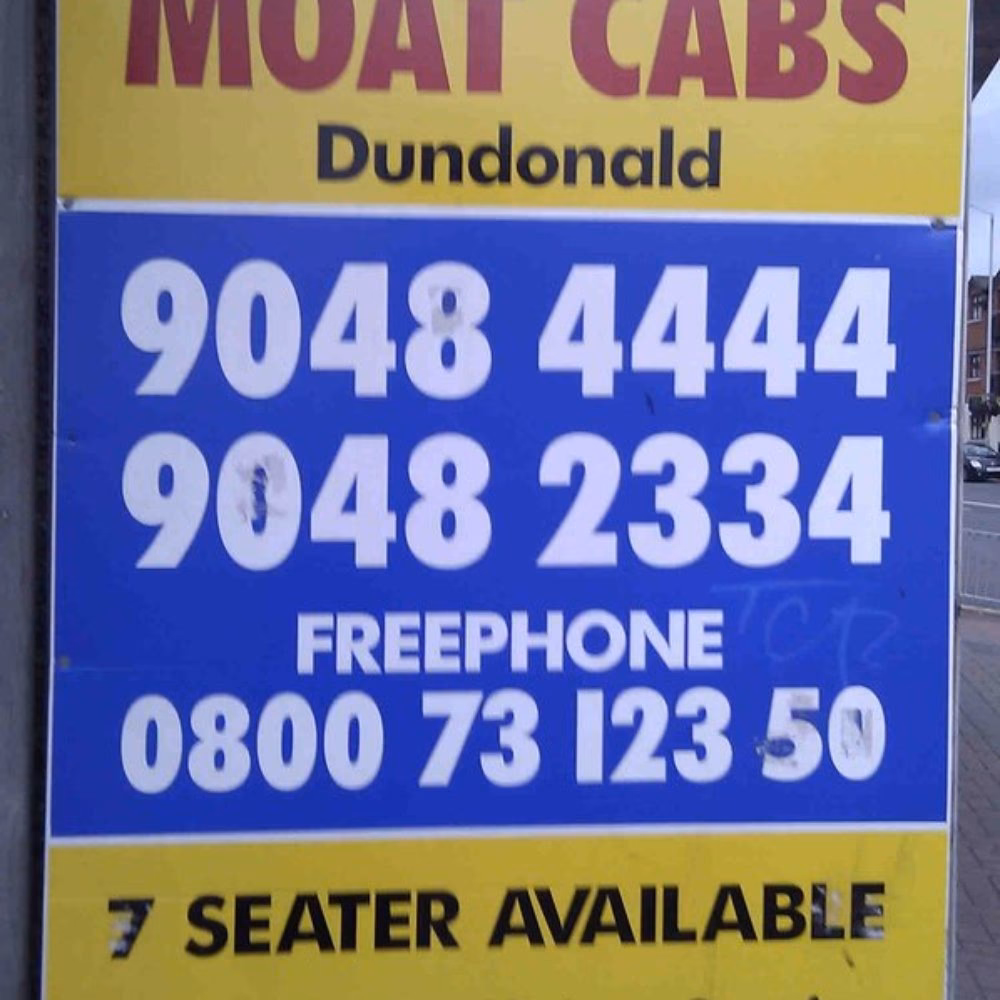 MOAT CABS
Dundonald
9048 4444
9048 2334
FREEPHONE
0800 73 123 50
7 SEATER AVAILABLE